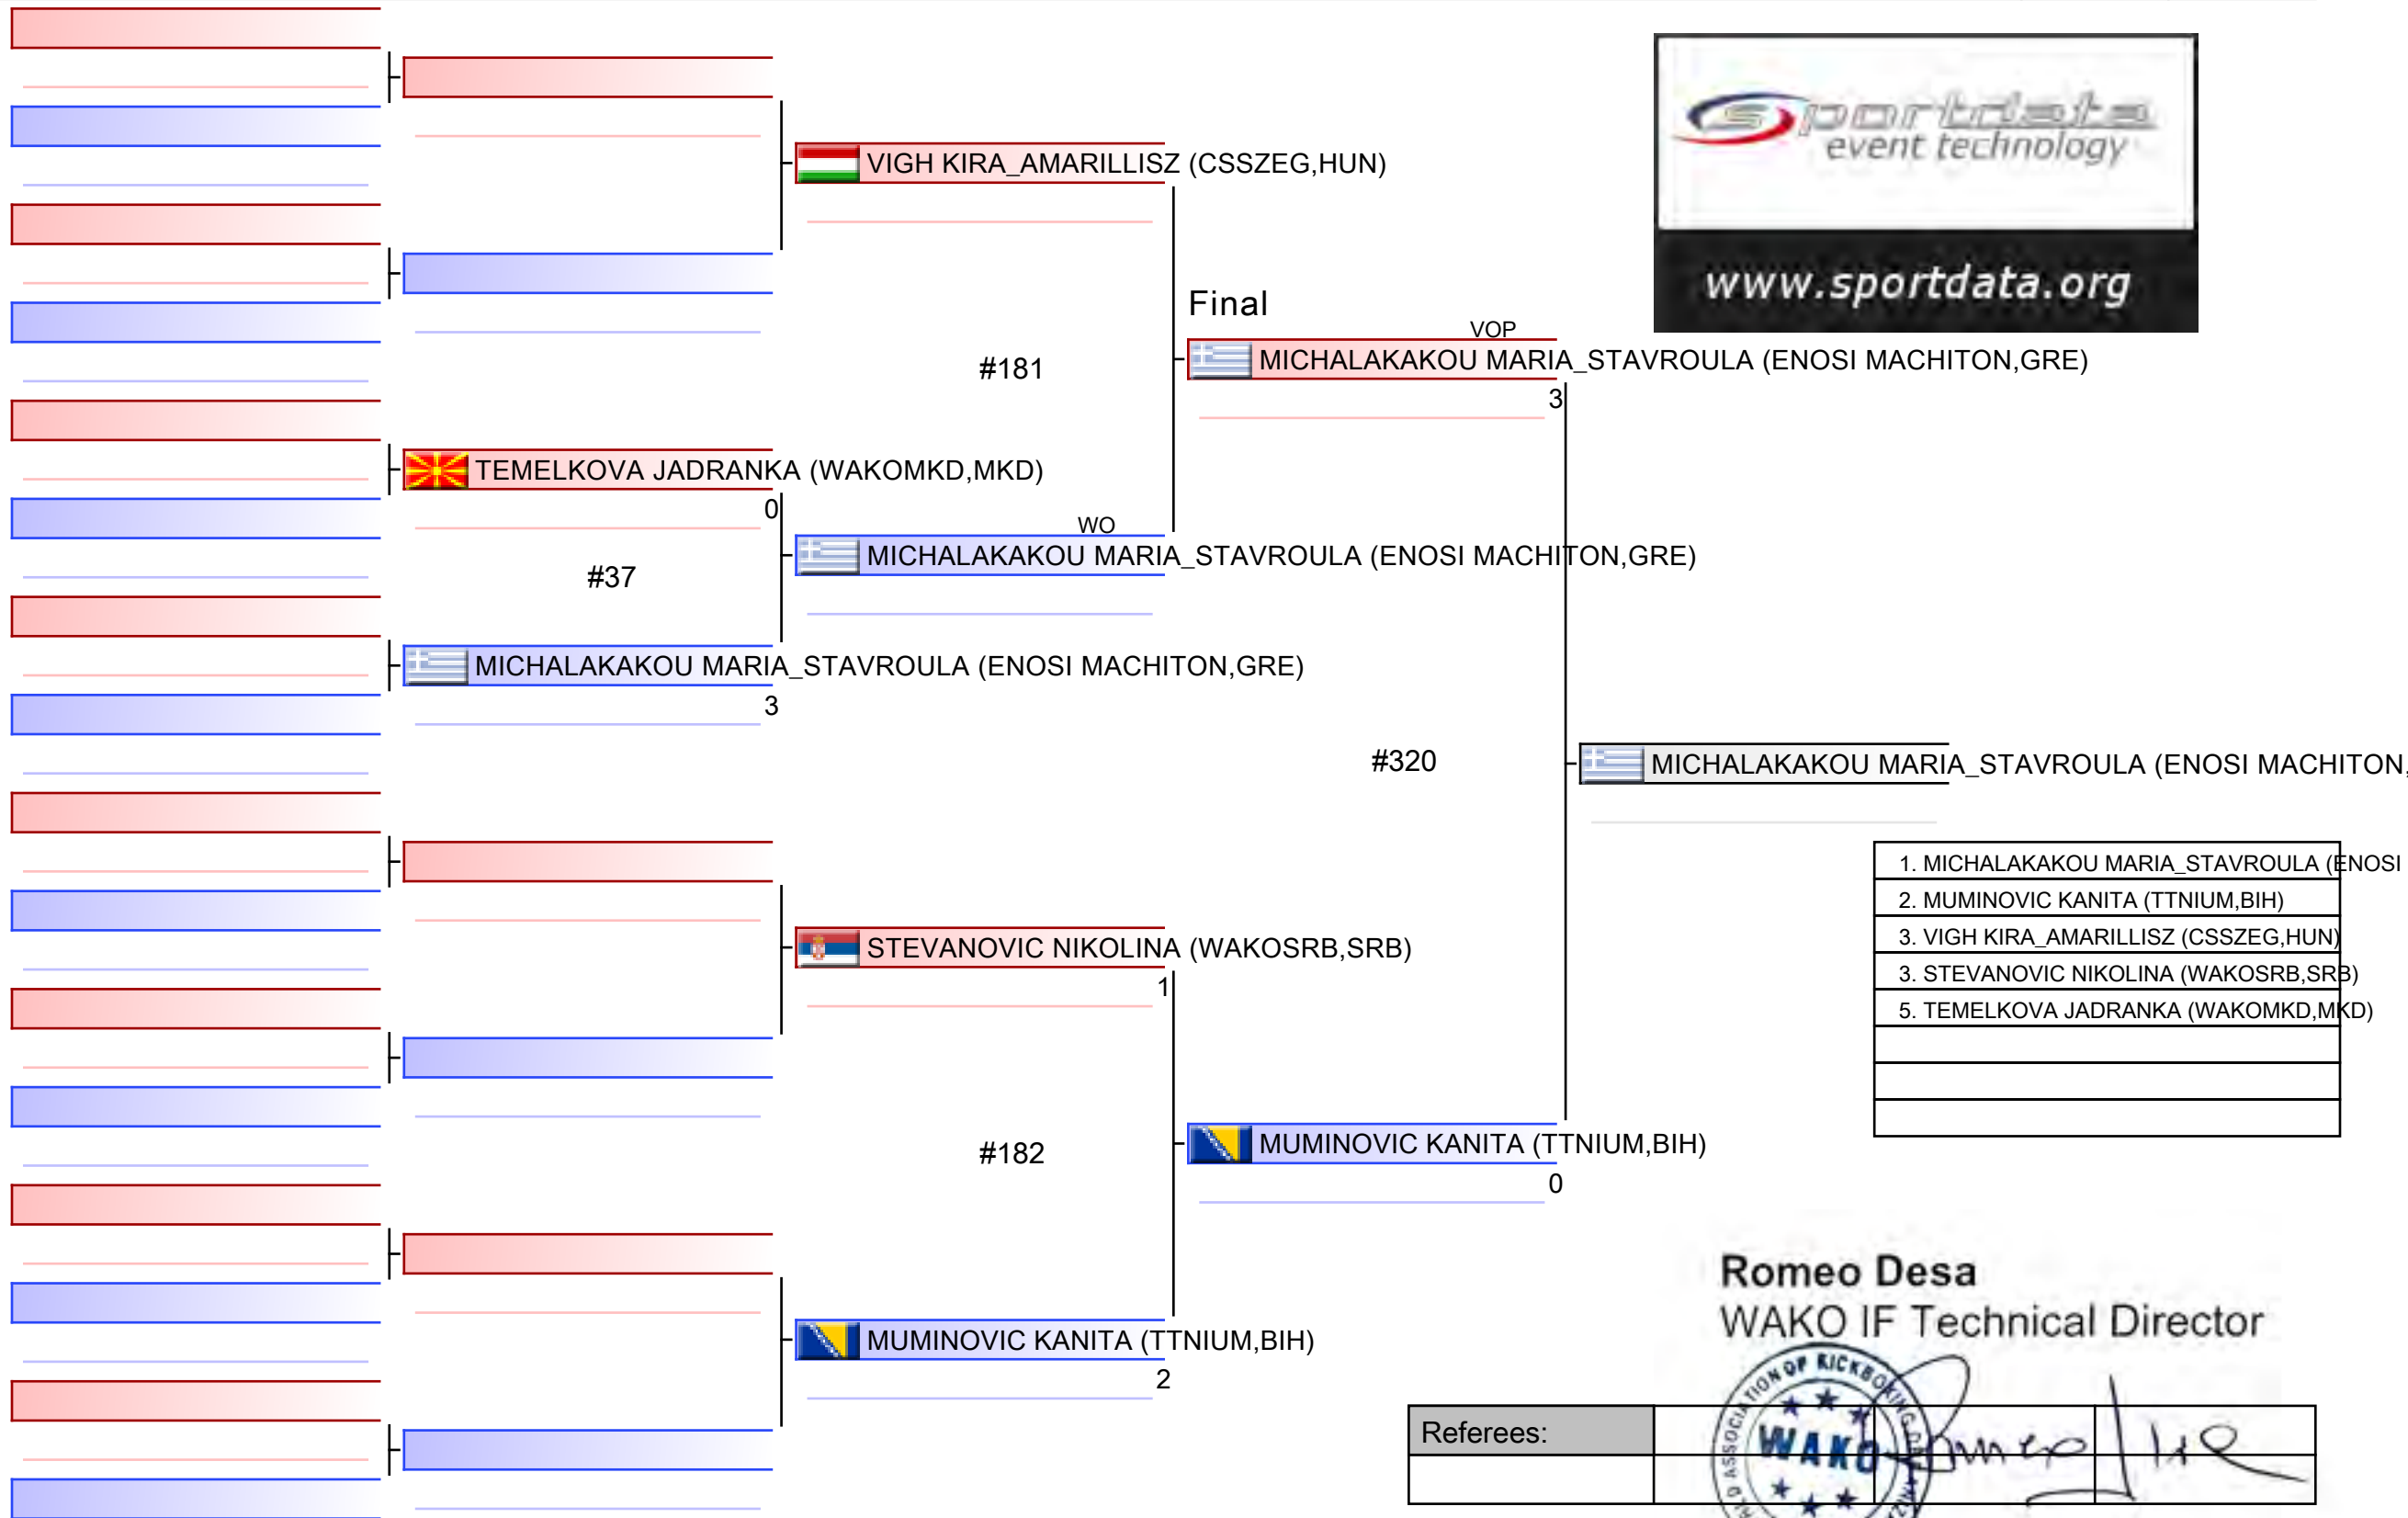 sportdata
event technology
www.sportdata.org
VIGH KIRA_AMARILLISZ (CSSZEG,HUN)
Final
VOP
#181
MICHALAKAKOU MARIA_STAVROULA (ENOSI MACHITON,GRE)
3
TEMELKOVA JADRANKA (WAKOMKD,MKD)
0
WO
MICHALAKAKOU MARIA_STAVROULA (ENOSI MACHITON,GRE)
#37
MICHALAKAKOU MARIA_STAVROULA (ENOSI MACHITON,GRE)
3
#320
MICHALAKAKOU MARIA_STAVROULA (ENOSI MACHITON,
1. MICHALAKAKOU MARIA_STAVROULA (ENOSI
2. MUMINOVIC KANITA (TTNIUM,BIH)
3. VIGH KIRA_AMARILLISZ (CSSZEG,HUN)
3. STEVANOVIC NIKOLINA (WAKOSRB,SRB)
5. TEMELKOVA JADRANKA (WAKOMKD,MKD)
STEVANOVIC NIKOLINA (WAKOSRB,SRB)
1
#182
MUMINOVIC KANITA (TTNIUM,BIH)
0
MUMINOVIC KANITA (TTNIUM,BIH)
2
Romeo Desa
WAKO IF Technical Director
Referees:
ASSOCIATION OF KICKBOXING
WAKO